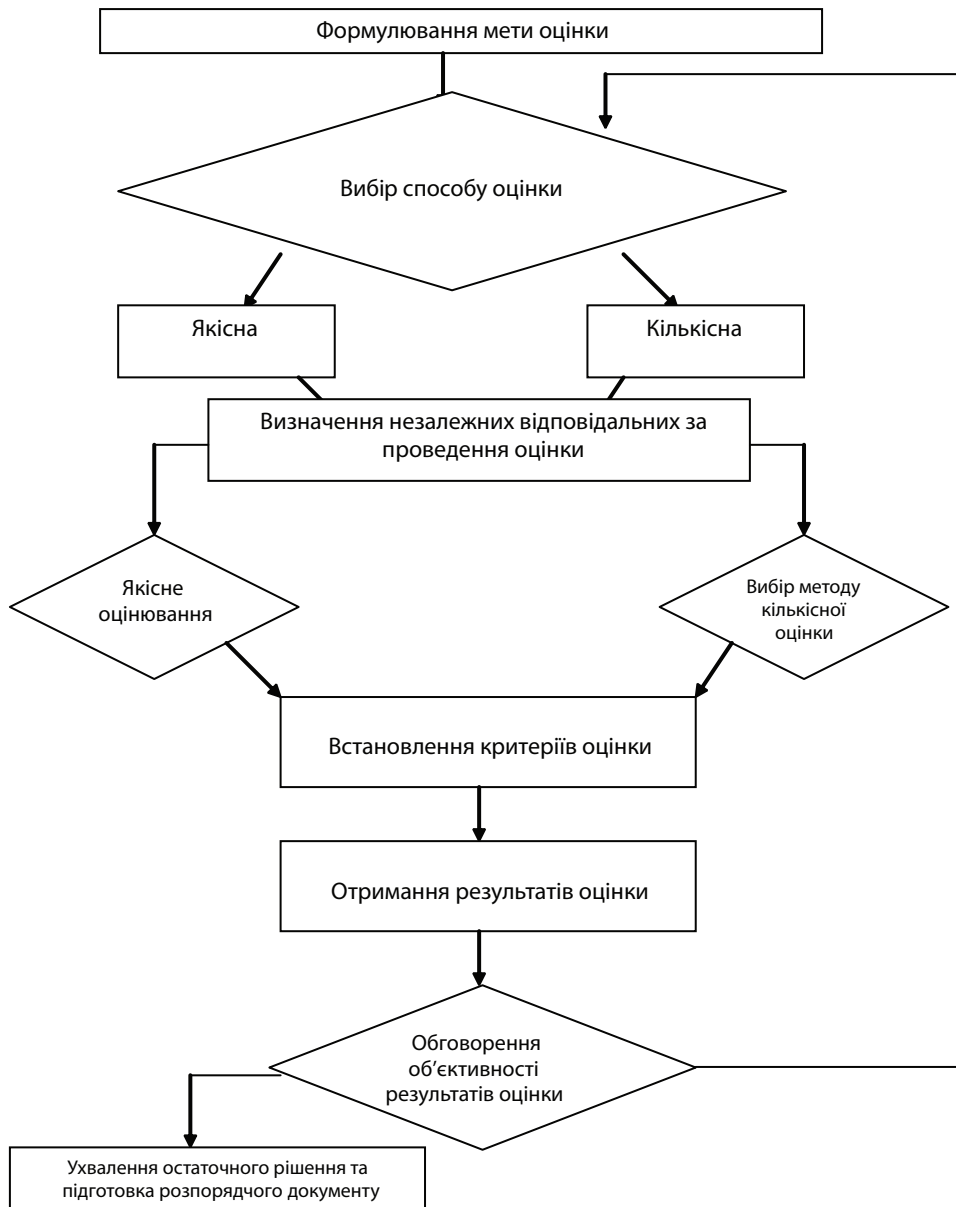 Формулювання мети оцінки
Вибір способу оцінки
Якісна
Кількісна
Визначення незалежних відповідальних за
проведення оцінки
Якісне
оцінювання
Вибір методу
кількісної
оцінки
Встановлення критеріїв оцінки
Отримання результатів оцінки
Обговорення
об’єктивності
результатів оцінки
Ухвалення остаточного рішення та
підготовка розпорядчого документу